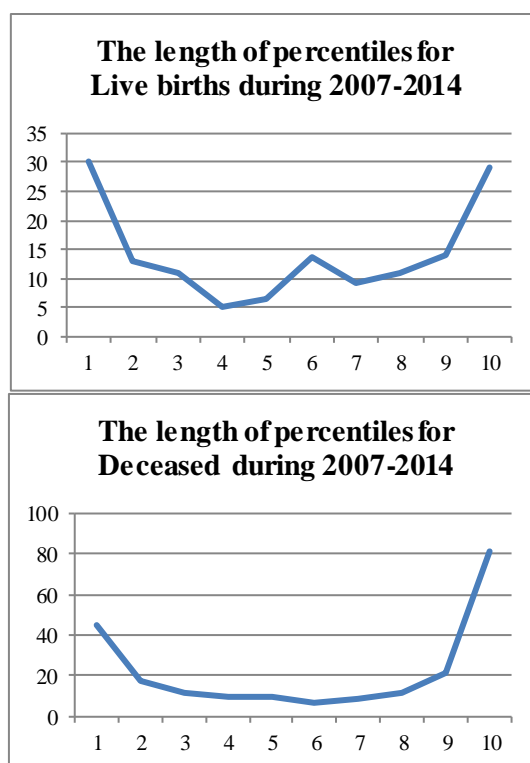 The length of percentiles for
Live births during 2007-2014
35
30
25
20
15
10
5
0
1 2 3 4 5 6 7 8 9 10
The length of percentiles for
Deceased during 2007-2014
100
80
60
40
20
0
1 2 3 4 5 6 7 8 9 10